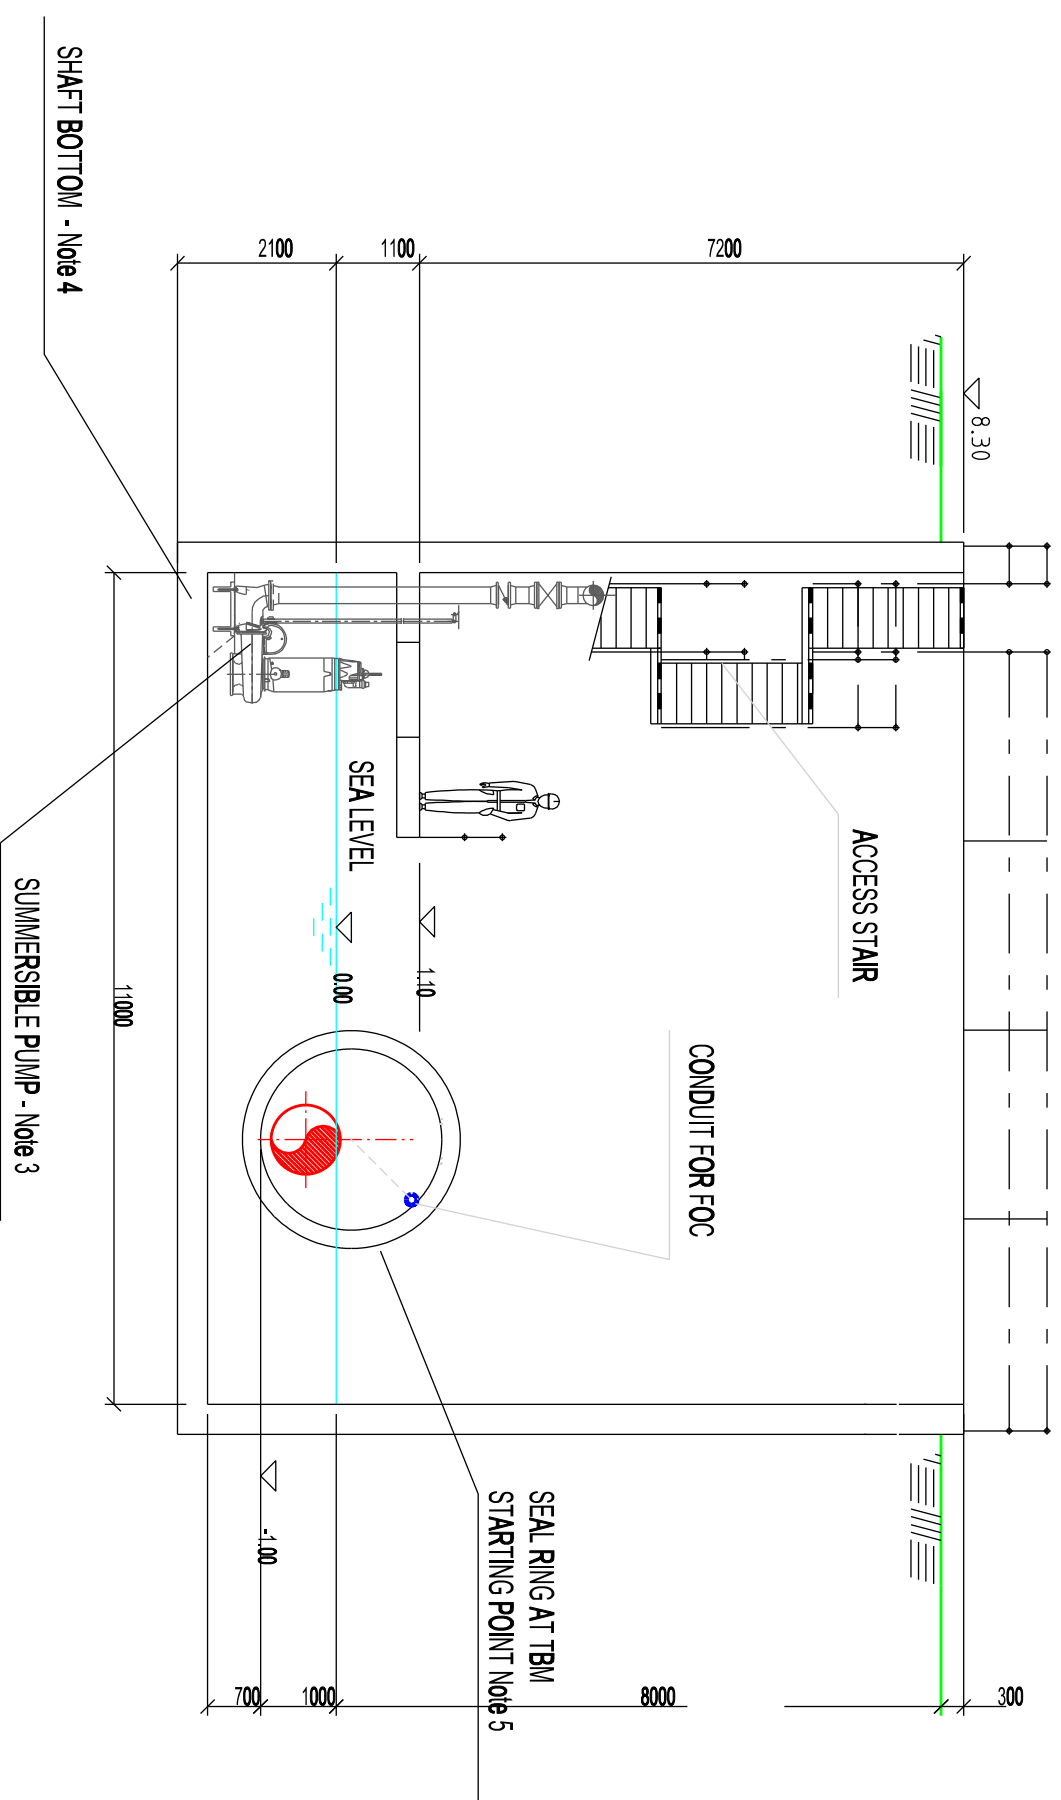 8.30
7200
1100
2100
SHAFT BOTTOM - Note 4
ACCESS STAIR
SEA LEVEL
1.10
0.00
CONDUIT FOR FOC
11000
SUMMERSIBLE PUMP - Note 3
SEAL RING AT TBM
STARTING POINT Note 5
-1.00
300
8000
1000
700